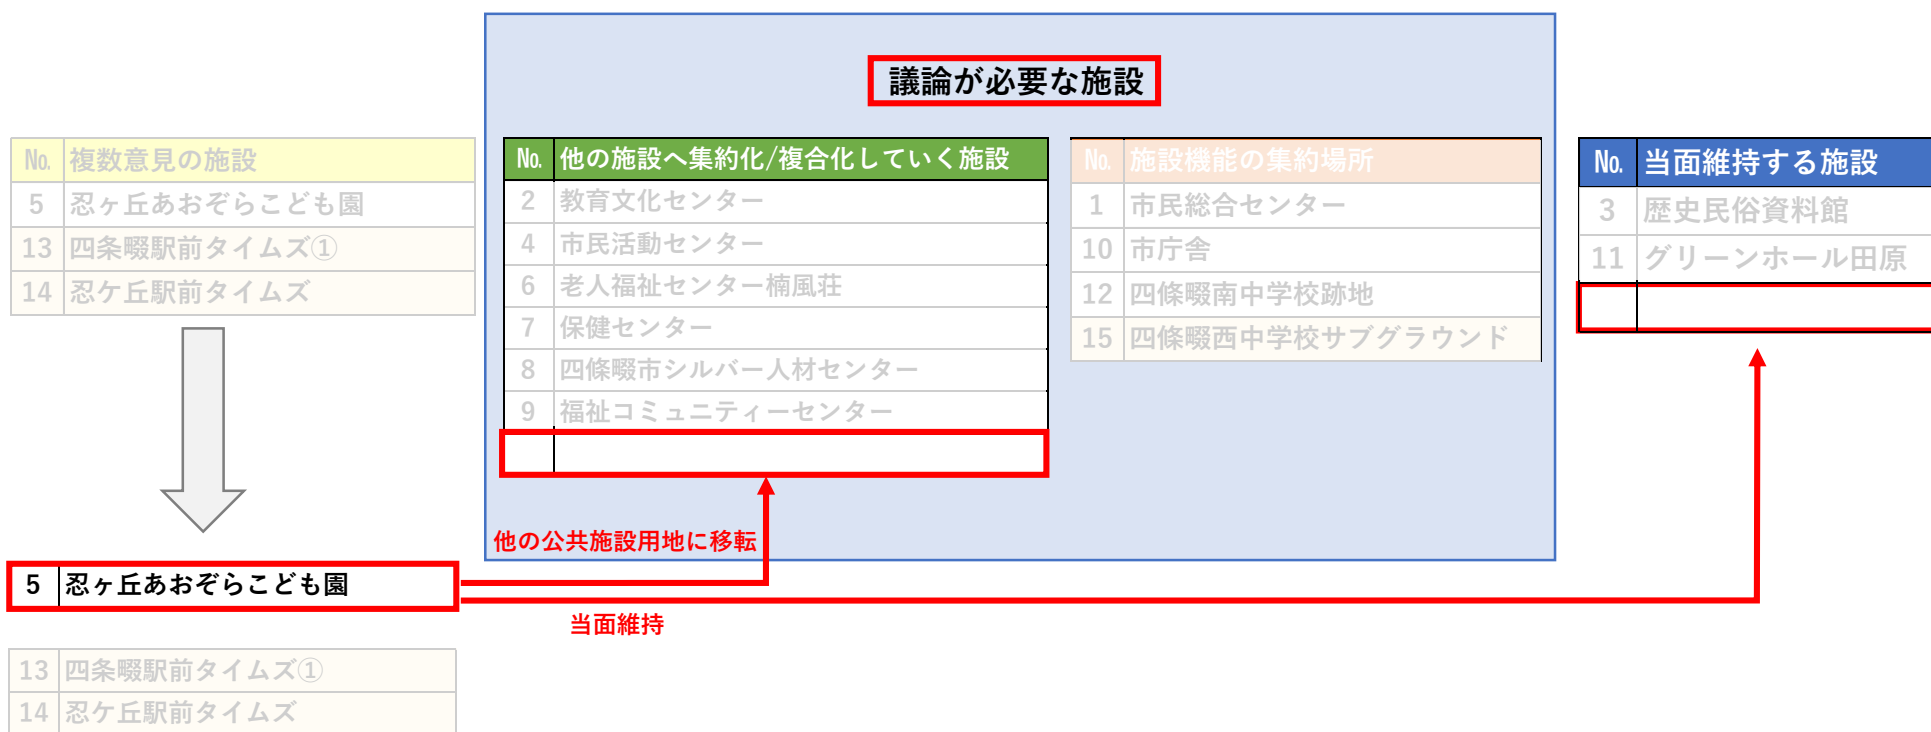 議論が必要な施設
№ 複数意見の施設
5 忍ヶ丘あおぞらこども園
13 四条畷駅前タイムズ①
14 忍ケ丘駅前タイムズ
№ 他の施設へ集約化/複合化していく施設
2 教育文化センター
4 市民活動センター
6 老人福祉センター楠風荘
7 保健センター
8 四條畷市シルバー人材センター
9 福祉コミュニティーセンター
№ 施設機能の集約場所
1 市民総合センター
10 市庁舎
12 四條畷南中学校跡地
15 四條畷西中学校サブグラウンド
№ 当面維持する施設
3 歴史民俗資料館
11 グリーンホール田原
他の公共施設用地に移転
5 忍ヶ丘あおぞらこども園
当面維持
13 四条畷駅前タイムズ①
14 忍ケ丘駅前タイムズ